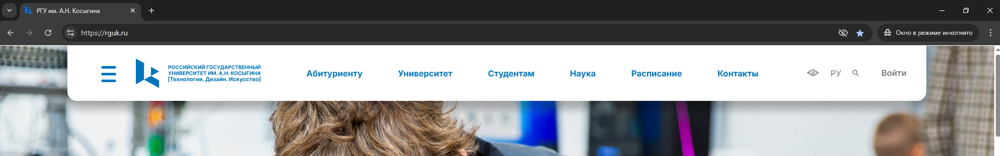 РГУ им. А.Н. Косыгина
https://rguk.ru
Окно в режиме инкогнито
РОССИЙСКИЙ ГОСУДАРСТВЕННЫЙ
УНИВЕРСИТЕТ ИМ. А.Н. КОСЫГИНА
|Технологии. Дизайн. Искусство|
Абитуриенту Университет Студентам Наука Расписание Контакты РУ Войти